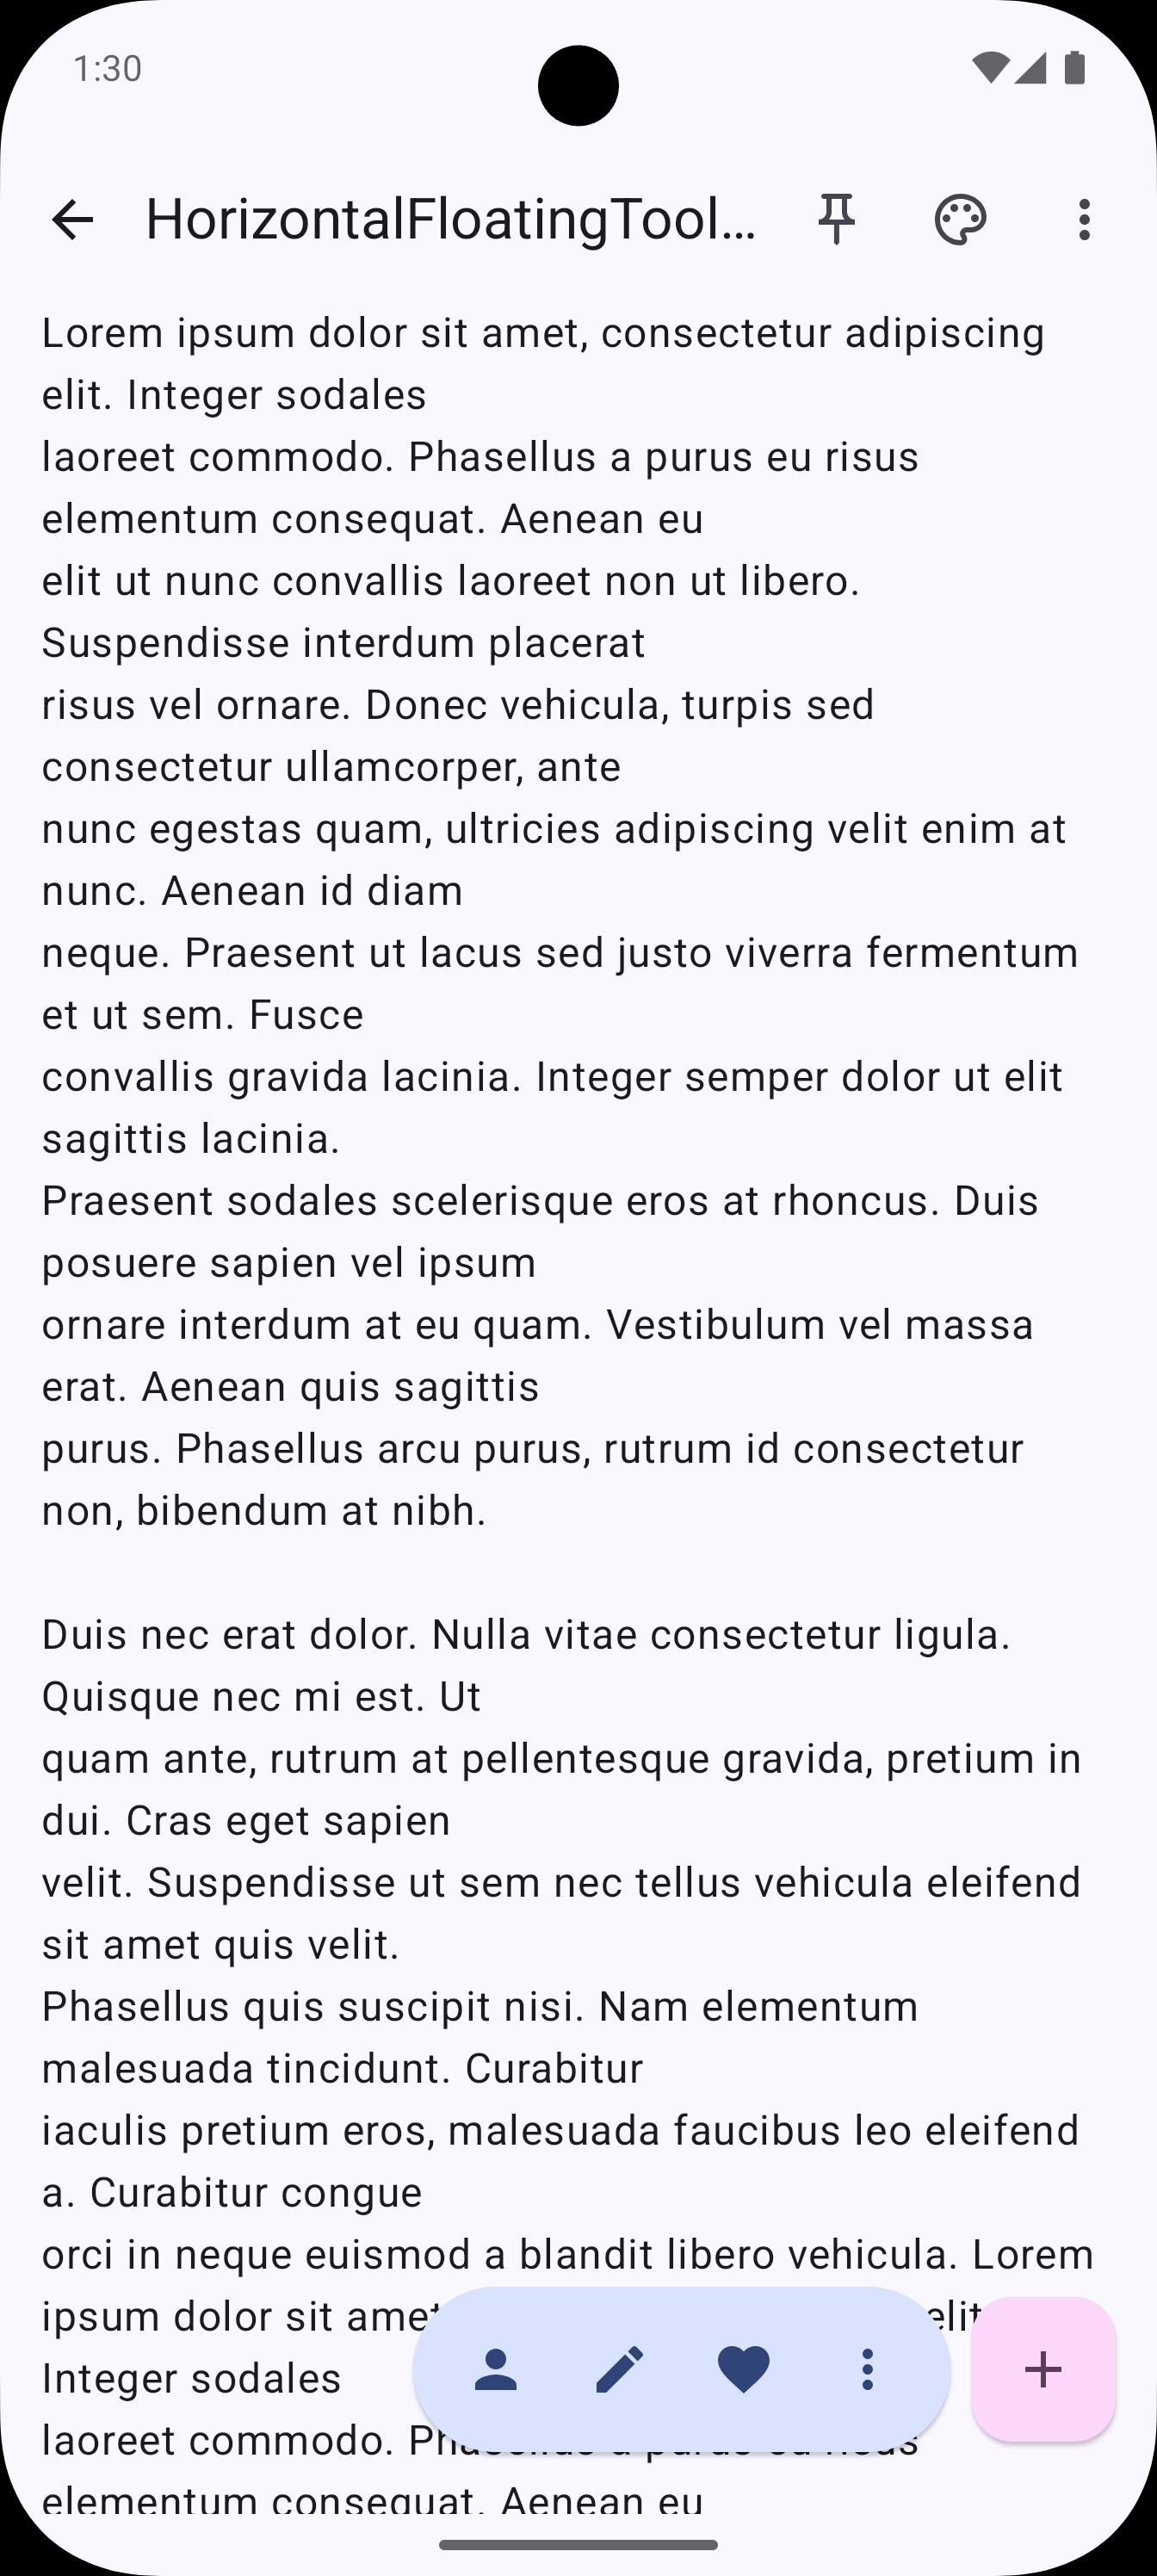 1:30
HorizontalFloatingTool...
Lorem ipsum dolor sit amet, consectetur adipiscing
elit. Integer sodales
laoreet commodo. Phasellus a purus eu risus
elementum consequat. Aenean eu
elit ut nunc convallis laoreet non ut libero.
Suspendisse interdum placerat
risus vel ornare. Donec vehicula, turpis sed
consectetur ullamcorper, ante
nunc egestas quam, ultricies adipiscing velit enim at
nunc. Aenean id diam
neque. Praesent ut lacus sed justo viverra fermentum
et ut sem. Fusce
convallis gravida lacinia. Integer semper dolor ut elit
sagittis lacinia.
Praesent sodales scelerisque eros at rhoncus. Duis
posuere sapien vel ipsum
ornare interdum at eu quam. Vestibulum vel massa
erat. Aenean quis sagittis
purus. Phasellus arcu purus, rutrum id consectetur
non, bibendum at nibh.
Duis nec erat dolor. Nulla vitae consectetur ligula.
Quisque nec mi est. Ut
quam ante, rutrum at pellentesque gravida, pretium in
dui. Cras eget sapien
velit. Suspendisse ut sem nec tellus vehicula eleifend
sit amet quis velit.
Phasellus quis suscipit nisi. Nam elementum
malesuada tincidunt. Curabitur
iaculis pretium eros, malesuada faucibus leo eleifend
a. Curabitur congue
orci in neque euismod a blandit libero vehicula. Lorem
ipsum dolor sit amet
Integer sodales
laoreet commodo.
elementum consequat. Aenean eu